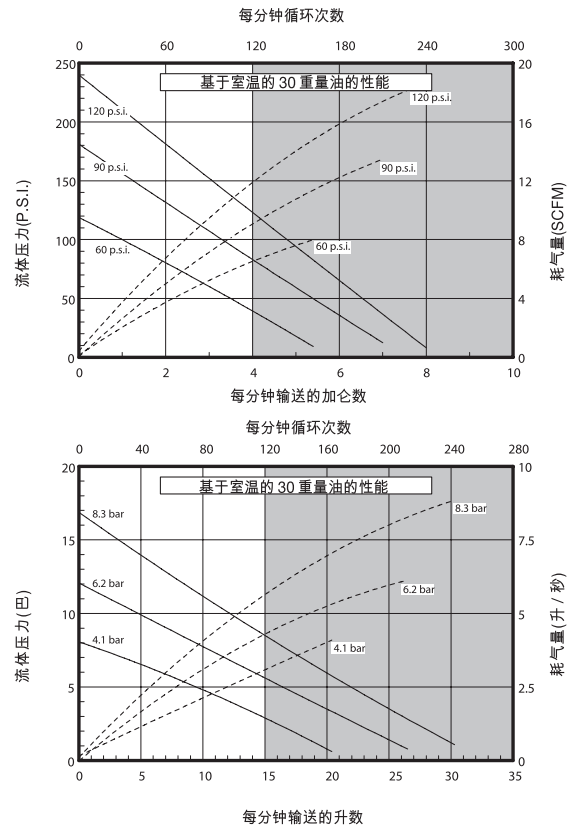 每分钟循环次数
0 60 120 180 240 300
250 20
基于室温的 30 重量油的性能
120 p.s.i.
120 p.s.i.
200 16
90 p.s.i.
90 p.s.i.
150 12
流体压力(P.S.I.)
耗气量(SCFM)
100 8
60 p.s.i.
60 p.s.i.
50 4
0 0
0 2 4 6 8 10
每分钟输送的加仑数
每分钟循环次数
0 40 80 120 160 200 240 280
20 10
基于室温的 30 重量油的性能
8.3 bar
8.3 bar
15 7.5
6.2 bar
6.2 bar
10 5
流体压力(巴)
耗气量(升 / 秒)
4.1 bar
4.1 bar
5 2.5
0 0
0 5 10 15 20 25 30 35
每分钟输送的升数